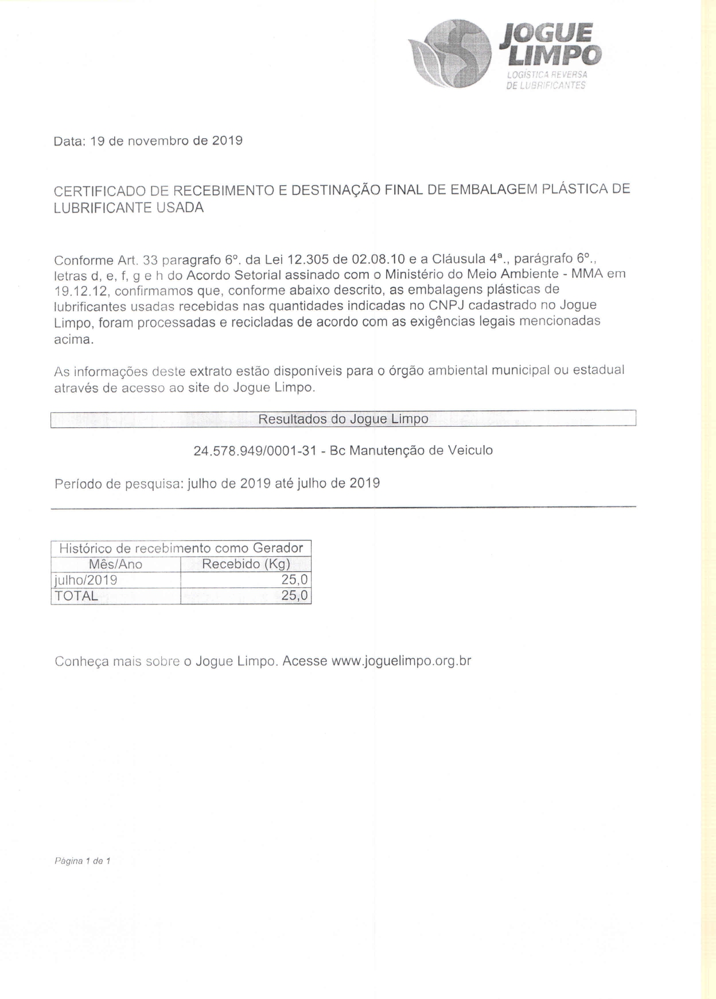 JOGUE
LIMPO
LOGÍSTICA REVERSA
DE LUBRIFICANTES
Data: 19 de novembro de 2019
CERTIFICADO DE RECEBIMENTO E DESTINAÇÃO FINAL DE EMBALAGEM PLÁSTICA DE
LUBRIFICANTE USADA
Conforme Art. 33 paragrafo 6º. da Lei 12.305 de 02.08.10 e a Cláusula 4ª., parágrafo 6º.,
letras d, e, f, g e h do Acordo Setorial assinado com o Ministério do Meio Ambiente - MMA em
19.12.12, confirmamos que, conforme abaixo descrito, as embalagens plásticas de
lubrificantes usadas recebidas nas quantidades indicadas no CNPJ cadastrado no Jogue
Limpo, foram processadas e recicladas de acordo com as exigências legais mencionadas
acima.
As informações deste extrato estão disponíveis para o órgão ambiental municipal ou estadual
através de acesso ao site do Jogue Limpo.
Resultados do Jogue Limpo
24.578.949/0001-31 - Bc Manutenção de Veiculo
Período de pesquisa: julho de 2019 até julho de 2019
Histórico de recebimento como Gerador
Mês/Ano Recebido (Kg)
julho/2019 25,0
TOTAL 25,0
Conheça mais sobre o Jogue Limpo. Acesse www.joguelimpo.org.br
Página 1 de 1